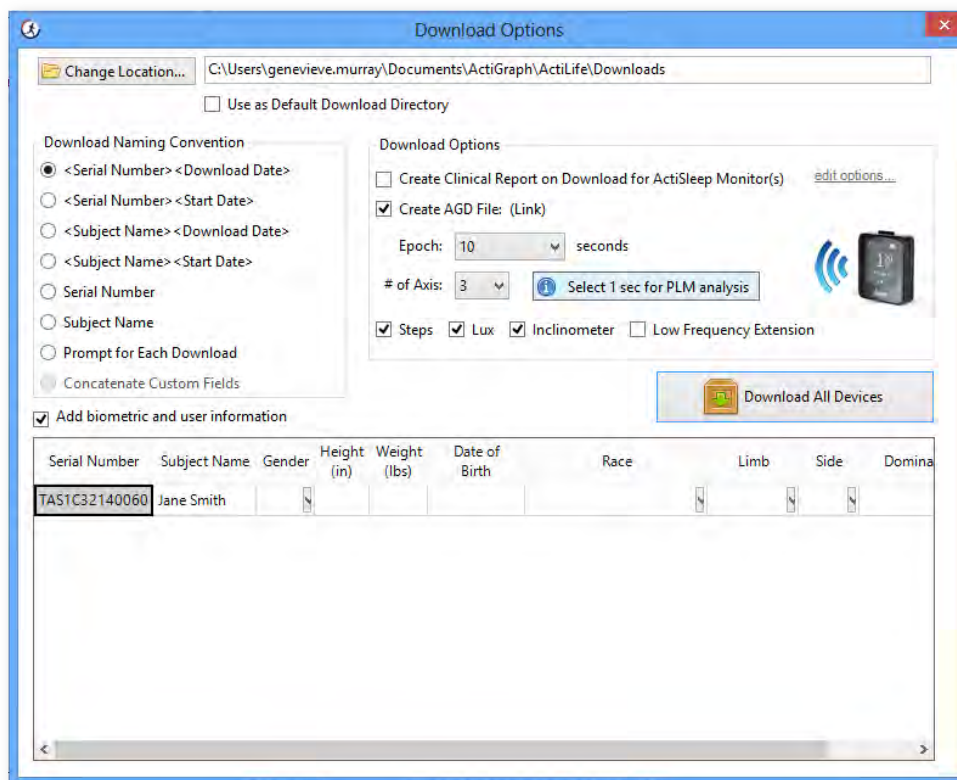 Download Options
Change Location...
C:\Users\genevieve.murray\Documents\ActiGraph\ActiLife\Downloads
Use as Default Download Directory
Download Naming Convention
<Serial Number><Download Date>
<Serial Number><Start Date>
<Subject Name><Download Date>
<Subject Name><Start Date>
Serial Number
Subject Name
Prompt for Each Download
Concatenate Custom Fields
Download Options
Create Clinical Report on Download for ActiSleep Monitor(s)
edit options...
Create AGD File: (Link)
Epoch: 10 seconds
# of Axis: 3
Select 1 sec for PLM analysis
Steps Lux Inclinometer Low Frequency Extension
Download All Devices
Add biometric and user information
Serial Number Subject Name Gender Height (in) Weight (lbs) Date of Birth Race Limb Side Domina
TAS1C32140060 Jane Smith